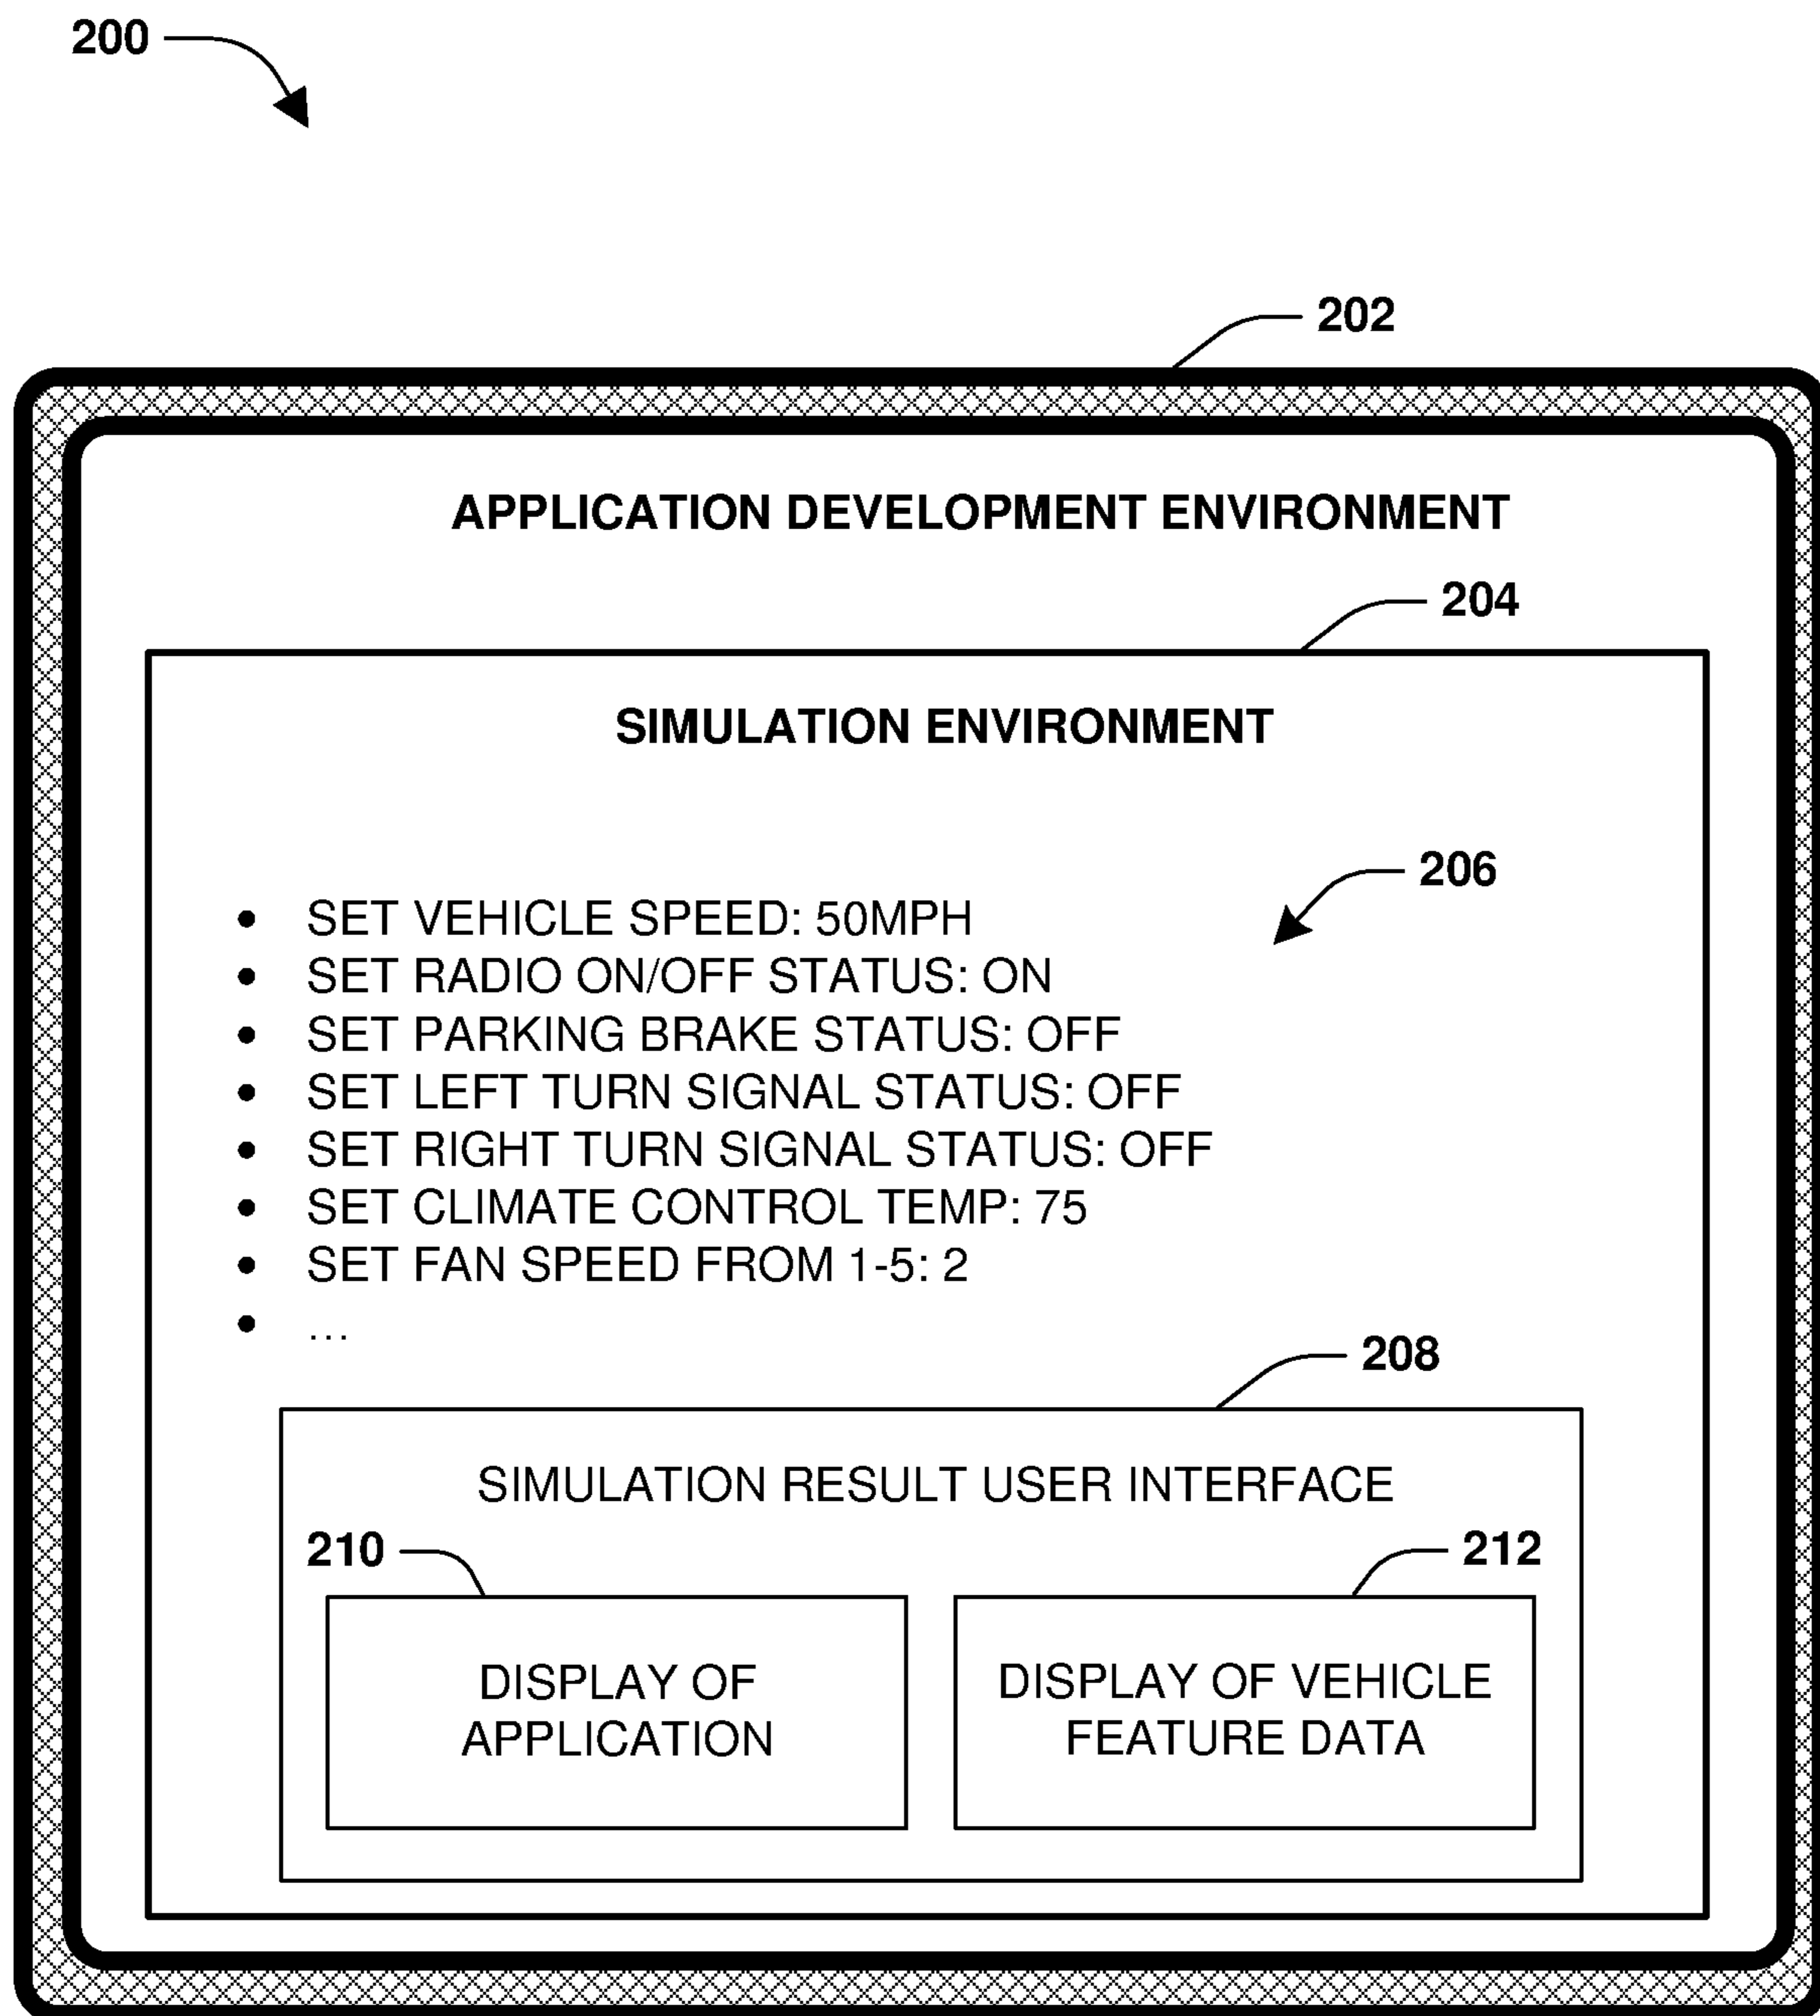 200
202
APPLICATION DEVELOPMENT ENVIRONMENT
204
SIMULATION ENVIRONMENT
206
• SET VEHICLE SPEED: 50MPH
• SET RADIO ON/OFF STATUS: ON
• SET PARKING BRAKE STATUS: OFF
• SET LEFT TURN SIGNAL STATUS: OFF
• SET RIGHT TURN SIGNAL STATUS: OFF
• SET CLIMATE CONTROL TEMP: 75
• SET FAN SPEED FROM 1-5: 2
• ...
208
SIMULATION RESULT USER INTERFACE
210
212
DISPLAY OF
APPLICATION
DISPLAY OF VEHICLE
FEATURE DATA